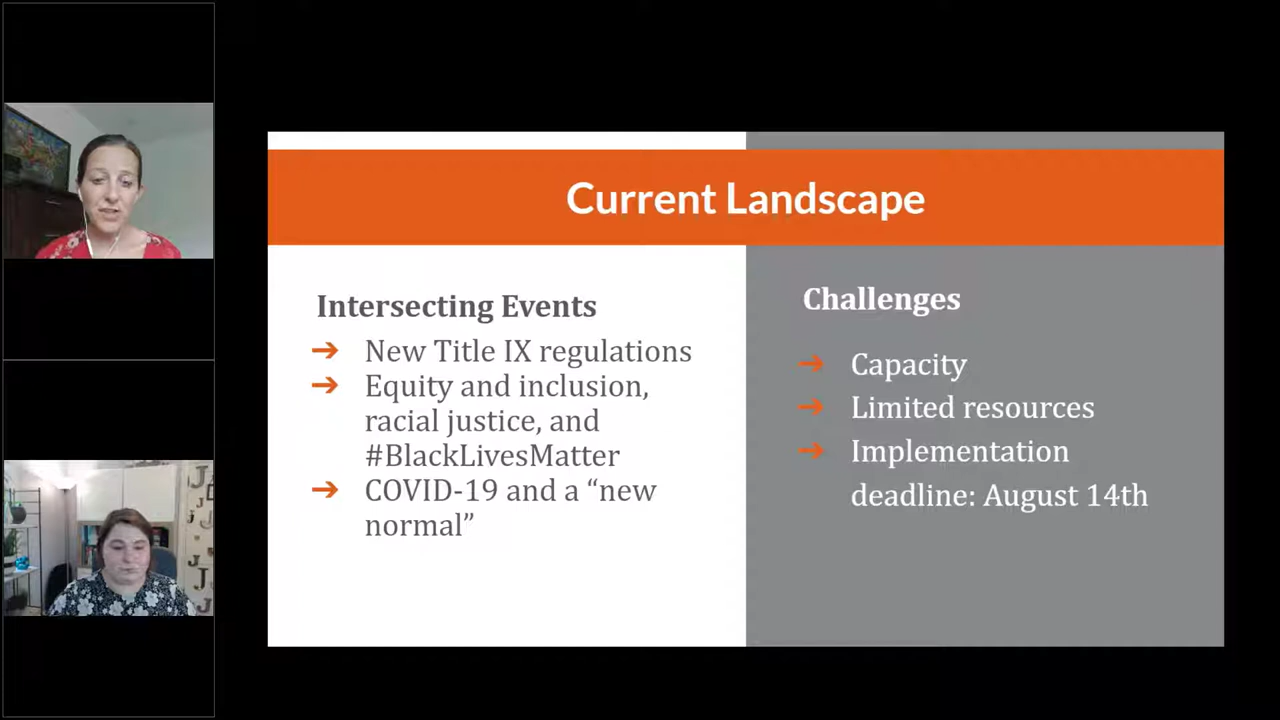 Current Landscape
Intersecting Events
➔ New Title IX regulations
➔ Equity and inclusion,
racial justice, and
#BlackLivesMatter
➔ COVID-19 and a “new
normal”
Challenges
➔ Capacity
➔ Limited resources
➔ Implementation
deadline: August 14th
J
J
J